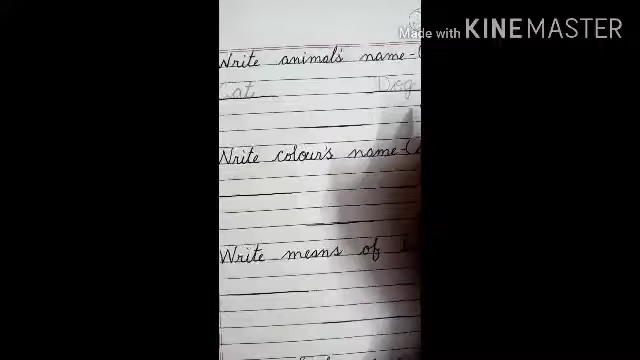 Made with KINEMASTER
Write animal's name-(
Cat Dog
Write colour's name-(
Write means of